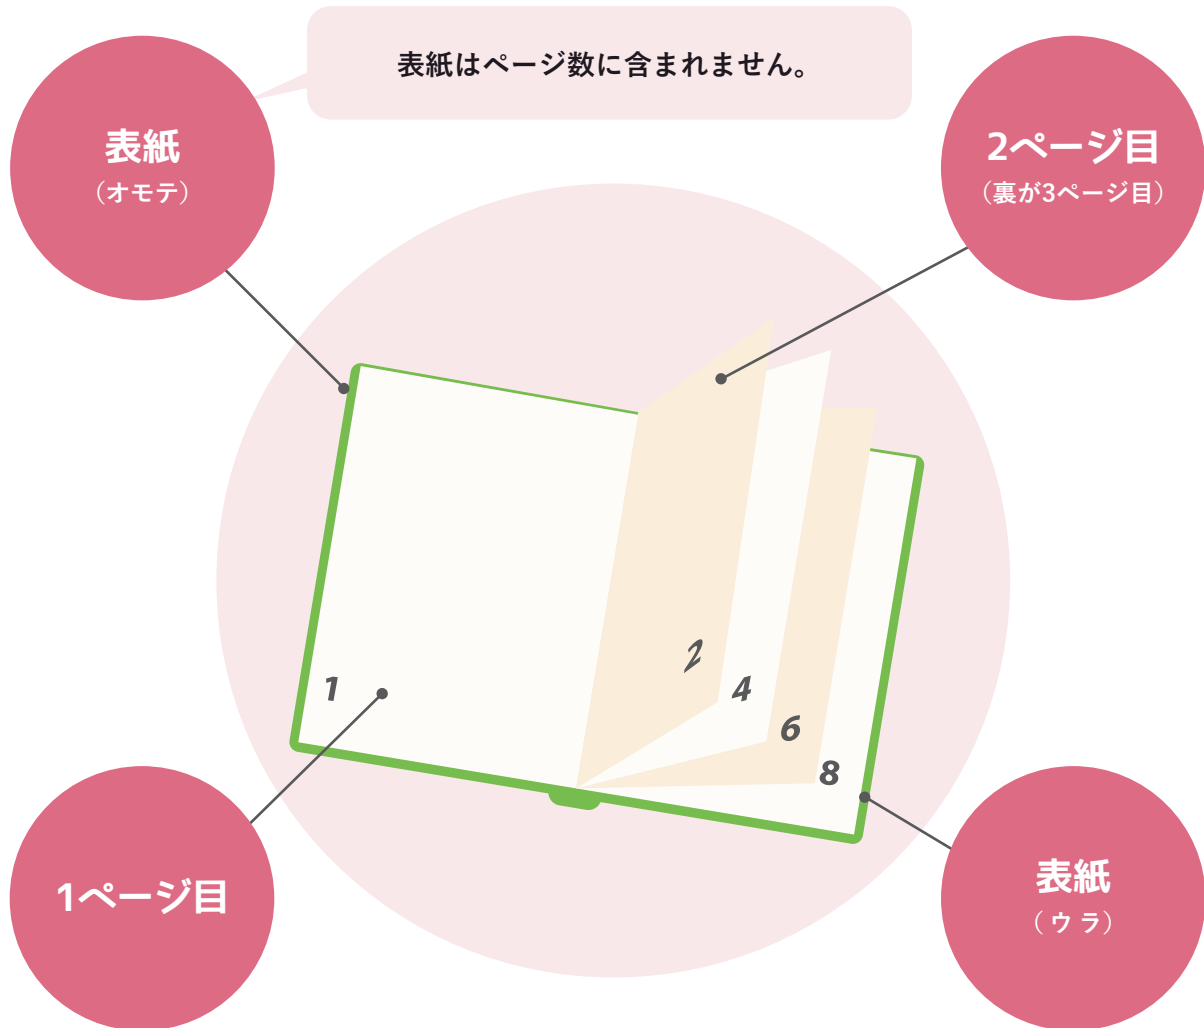 表紙はページ数に含まれません。
表紙
（オモテ）
2ページ目
（裏が3ページ目）
2
4
1
6
8
1ページ目
表紙
（ウラ）